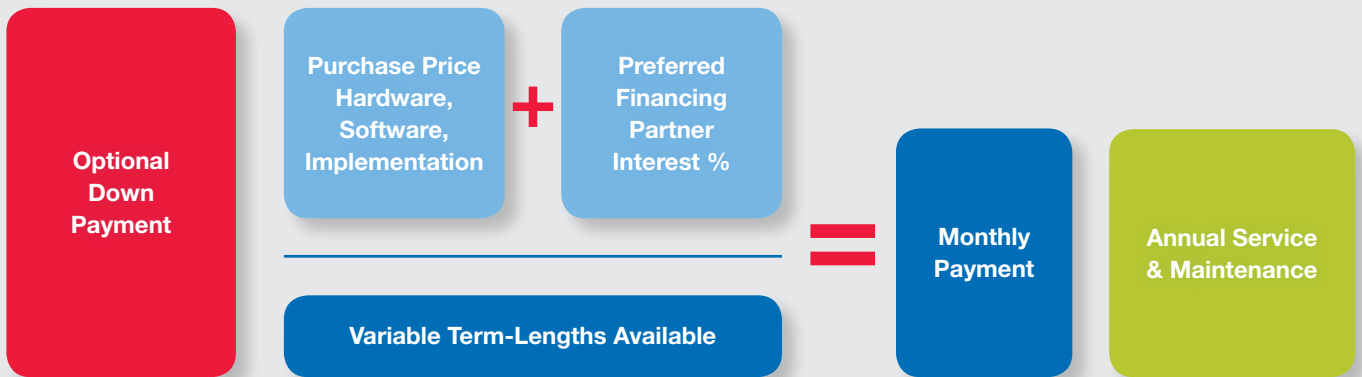 Optional
Down
Payment
Purchase Price
Hardware,
Software,
Implementation
+
Preferred
Financing
Partner
Interest %
Variable Term-Lengths Available
=
Monthly
Payment
Annual Service
& Maintenance